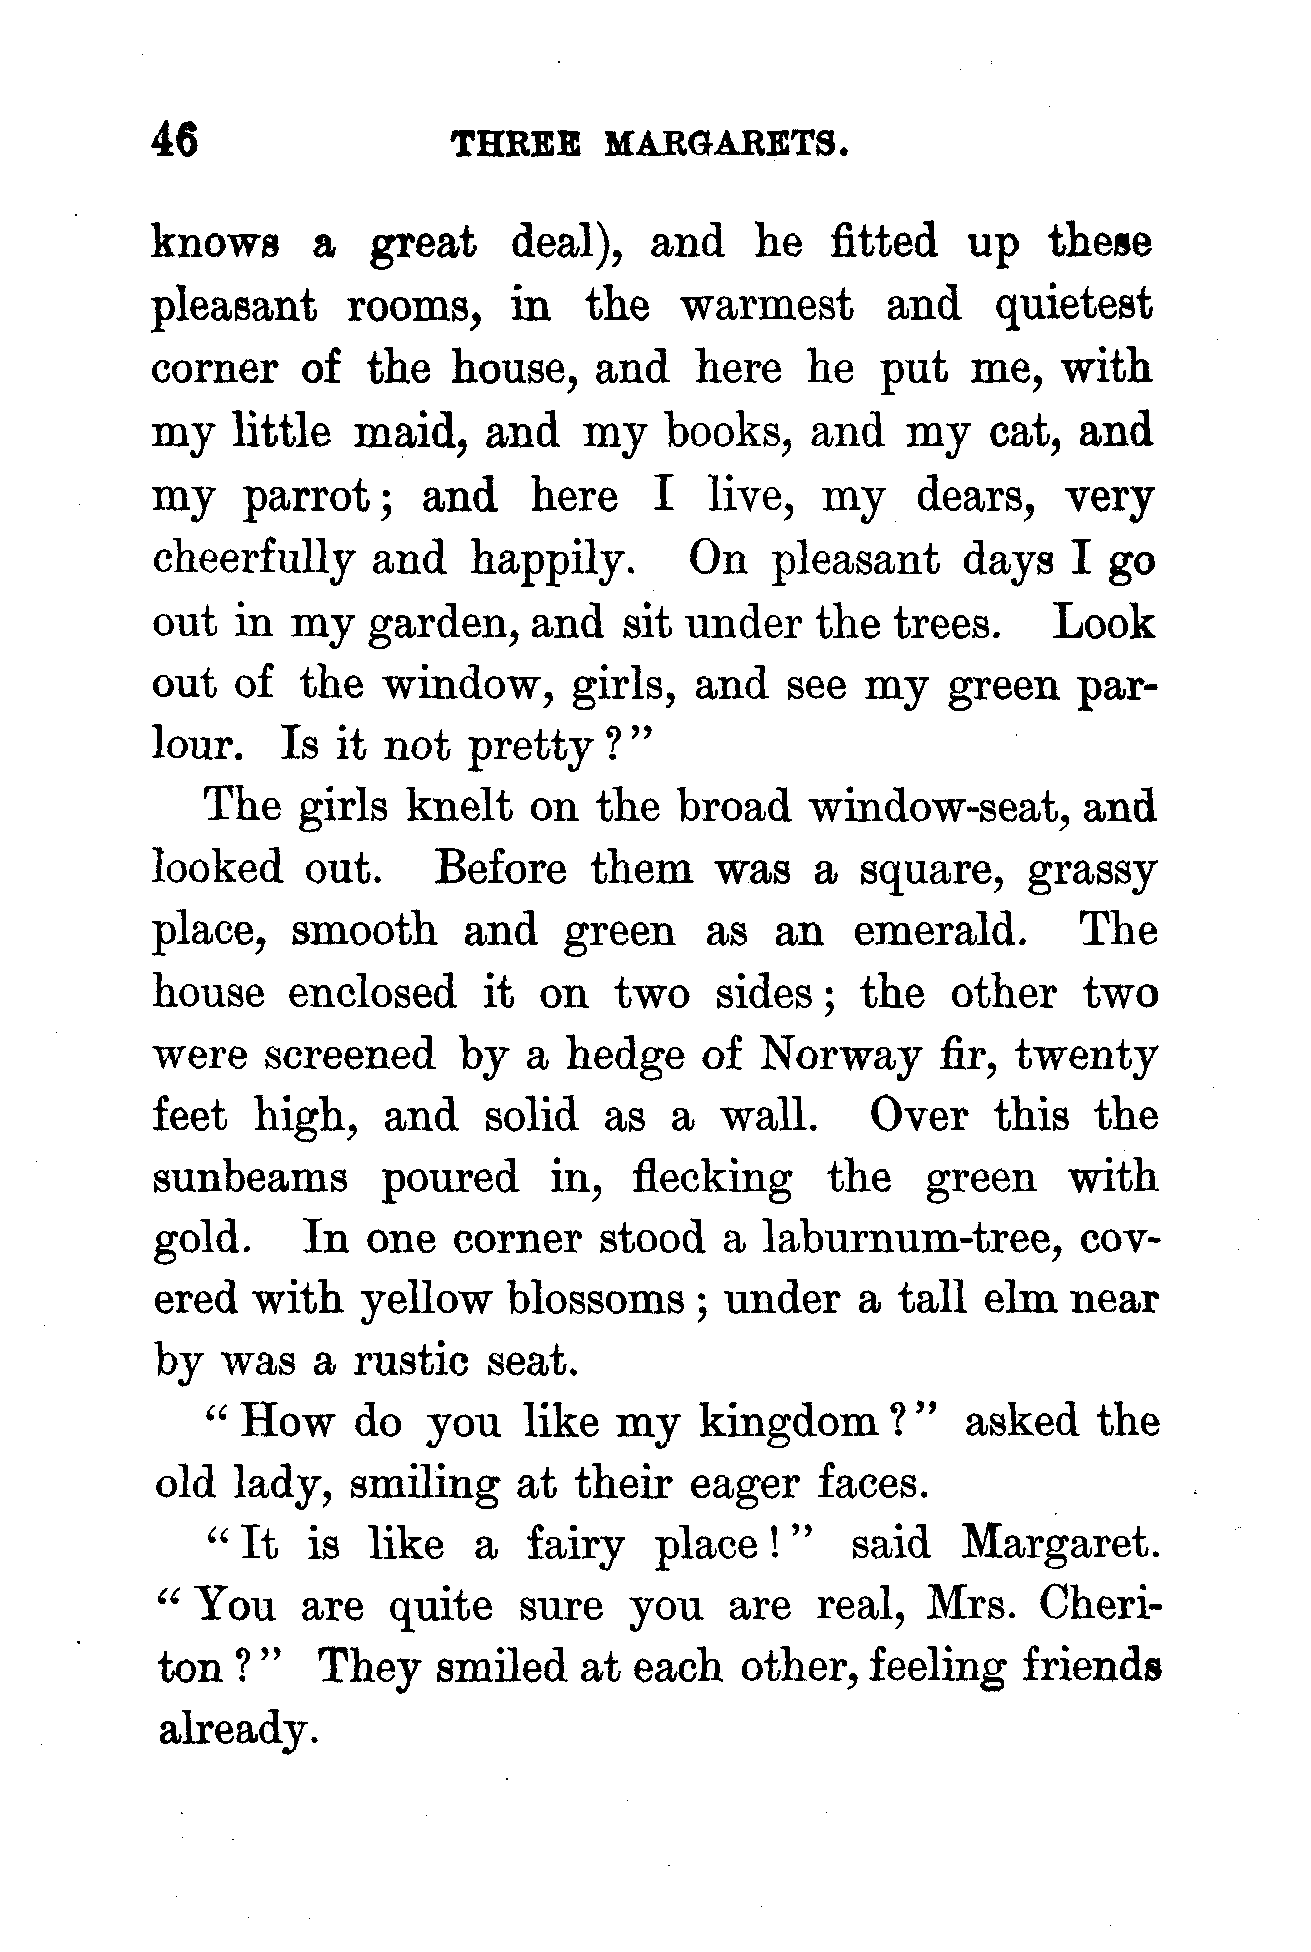 46 THREE MARGARETS.
knows a great deal), and he fitted up these
pleasant rooms, in the warmest and quietest
corner of the house, and here he put me, with
my little maid, and my books, and my cat, and
my parrot; and here I live, my dears, very
cheerfully and happily. On pleasant days I go
out in my garden, and sit under the trees. Look
out of the window, girls, and see my green par-
lour. Is it not pretty?"
The girls knelt on the broad window-seat, and
looked out. Before them was a square, grassy
place, smooth and green as an emerald. The
house enclosed it on two sides; the other two
were screened by a hedge of Norway fir, twenty
feet high, and solid as a wall. Over this the
sunbeams poured in, flecking the green with
gold. In one corner stood a laburnum-tree, cov-
ered with yellow blossoms; under a tall elm near
by was a rustic seat.
"How do you like my kingdom?" asked the
old lady, smiling at their eager faces.
"It is like a fairy place!" said Margaret.
"You are quite sure you are real, Mrs. Cheri-
ton?" They smiled at each other, feeling friends
already.